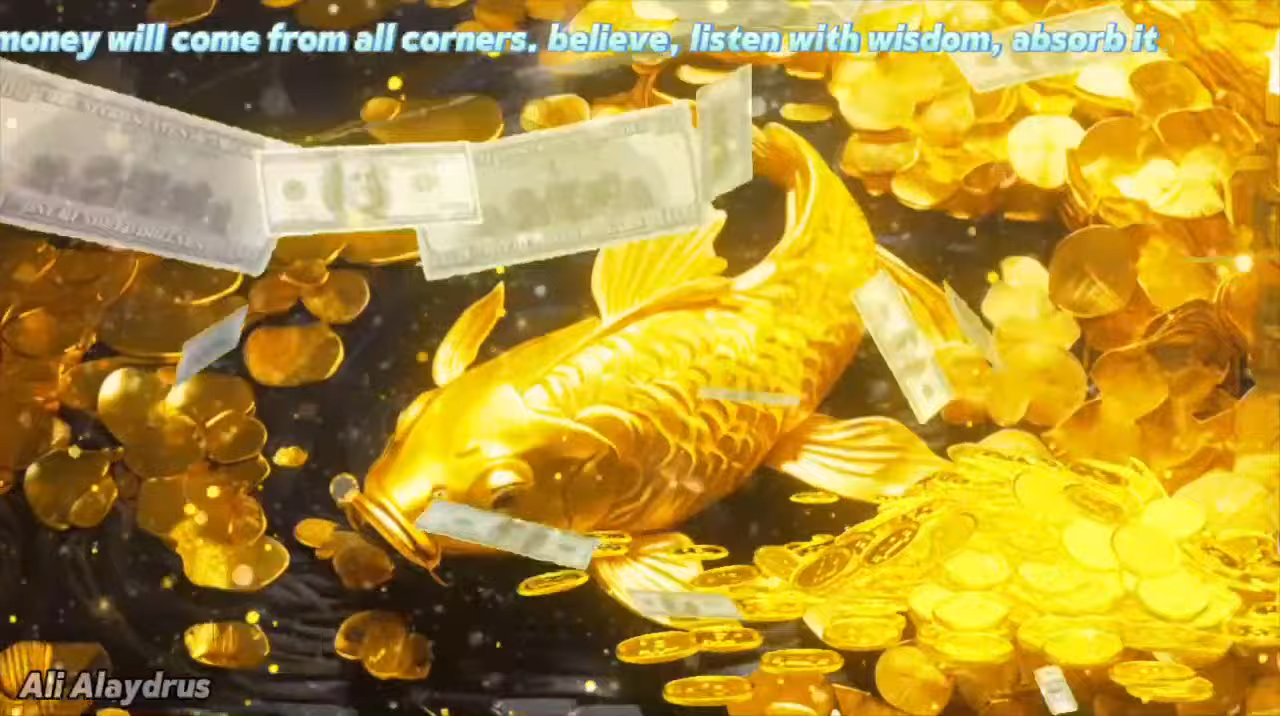 money will come from all corners. believe, listen with wisdom, absorb it
Ali Alaydrus